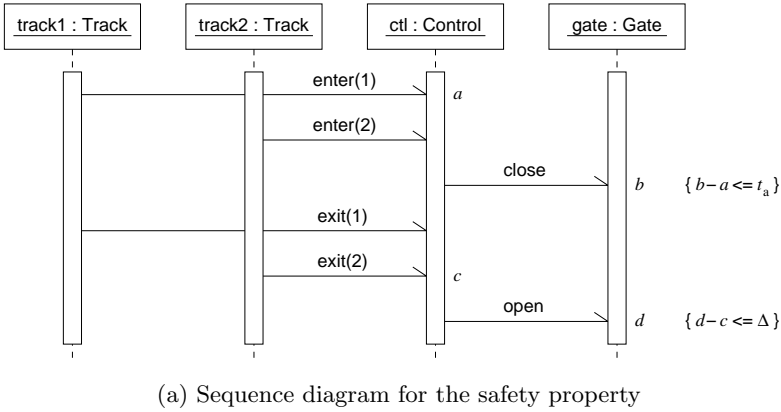 track1 : Track
track2 : Track
ctl : Control
gate : Gate
enter(1)
a
enter(2)
close
b
{ b– a <= ta }
exit(1)
exit(2)
c
open
d
{ d– c <= Δ }
(a) Sequence diagram for the safety property